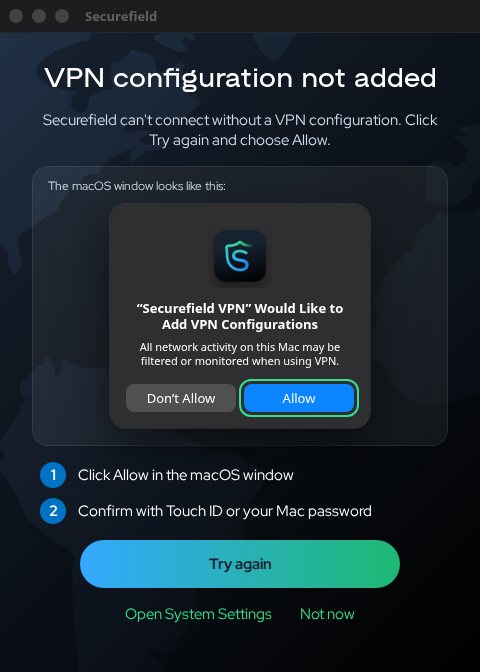 Securefield
VPN configuration not added
Securefield can't connect without a VPN configuration. Click
Try again and choose Allow.
The macOS window looks like this:
“Securefield VPN” Would Like to
Add VPN Configurations
All network activity on this Mac may be
filtered or monitored when using VPN.
Don’t Allow
Allow
1 Click Allow in the macOS window
2 Confirm with Touch ID or your Mac password
Try again
Open System Settings Not now